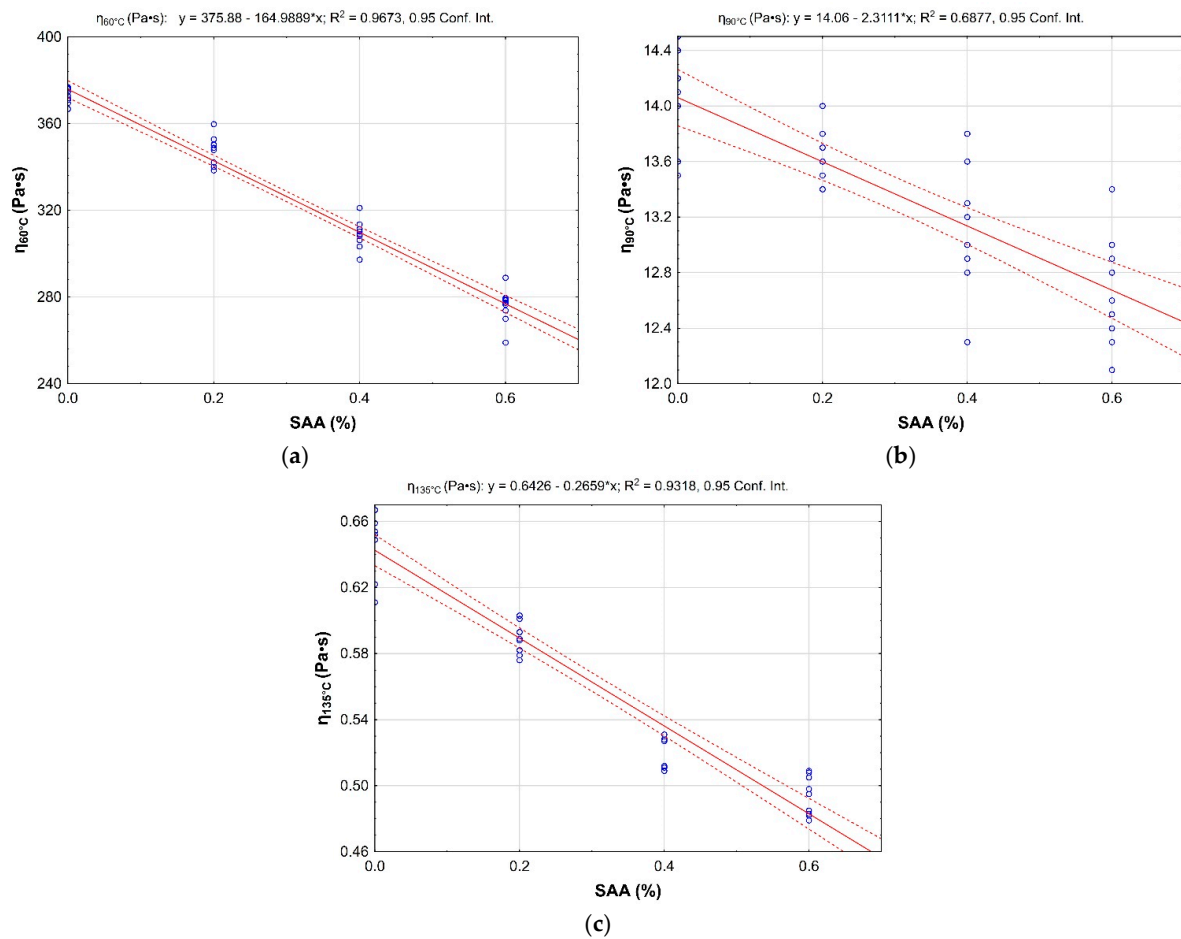 η60°C (Pa•s): y = 375.88 - 164.9889*x; R² = 0.9673, 0.95 Conf. Int.
400
360
320
280
240
η60°C (Pa•s)
0.0 0.2 0.4 0.6
SAA (%)
(a)
η90°C (Pa•s): y = 14.06 - 2.3111*x; R² = 0.6877, 0.95 Conf. Int.
14.4
14.0
13.6
13.2
12.8
12.4
12.0
η90°C (Pa•s)
0.0 0.2 0.4 0.6
SAA (%)
(b)
η135°C (Pa•s): y = 0.6426 - 0.2659*x; R² = 0.9318, 0.95 Conf. Int.
0.66
0.62
0.58
0.54
0.50
0.46
η135°C (Pa•s)
0.0 0.2 0.4 0.6
SAA (%)
(c)